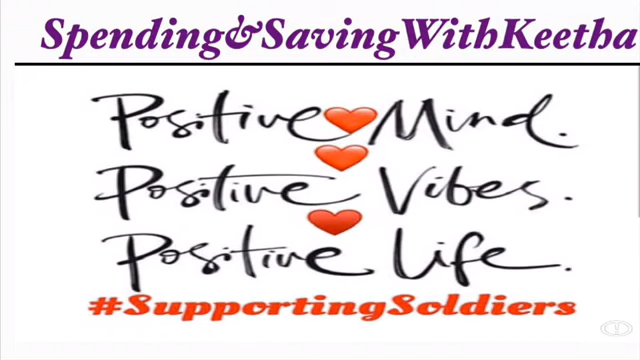 Spending&SavingWithKeetha
Positive Mind.
Positive Vibes.
Positive Life.
#SupportingSoldiers